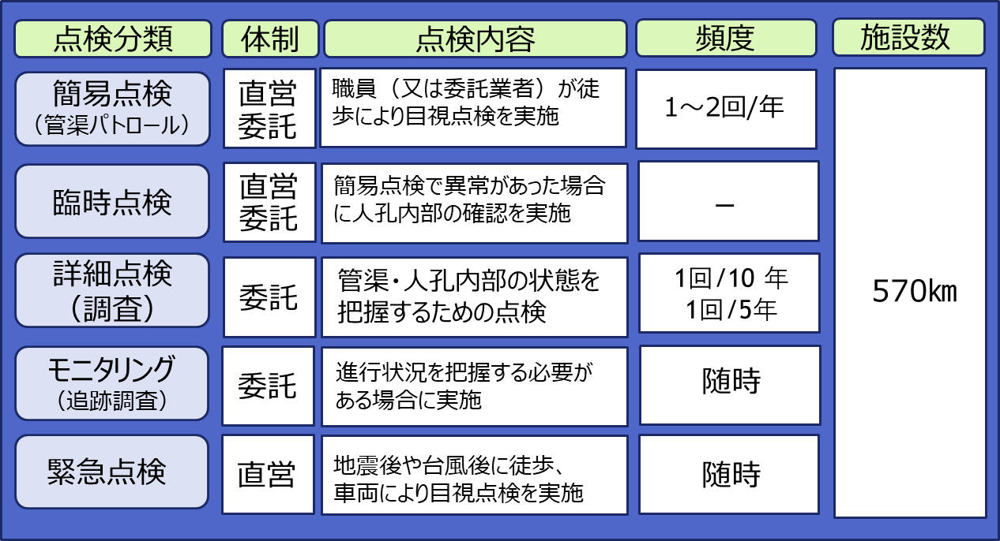 点検分類
体制
点検内容
頻度
施設数
簡易点検
（管渠パトロール）
直営
委託
職員（又は委託業者）が徒
歩により目視点検を実施
1～2回/年
臨時点検
直営
委託
簡易点検で異常があった場合
に人孔内部の確認を実施
－
詳細点検
（調査）
委託
管渠・人孔内部の状態を
把握するための点検
1回/10 年
1回/5年
570㎞
モニタリング
（追跡調査）
委託
進行状況を把握する必要が
ある場合に実施
随時
緊急点検
直営
地震後や台風後に徒歩、
車両により目視点検を実施
随時